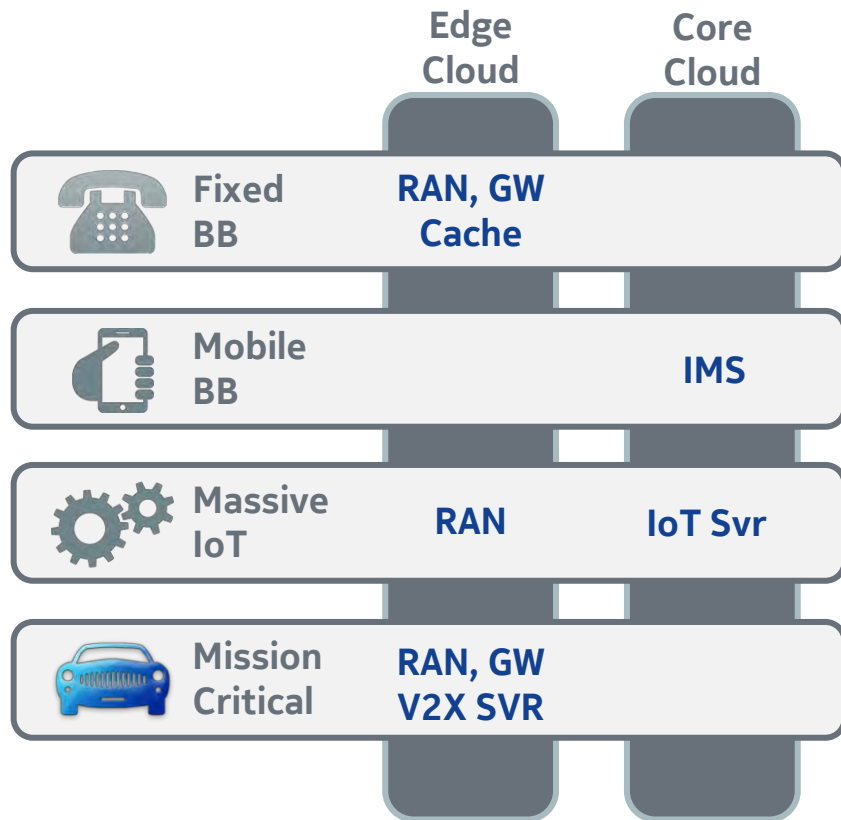 Edge
Cloud
Core
Cloud
Fixed
BB
RAN, GW
Cache
Mobile
BB
IMS
Massive
IoT
RAN
IoT Svr
Mission
Critical
RAN, GW
V2X SVR